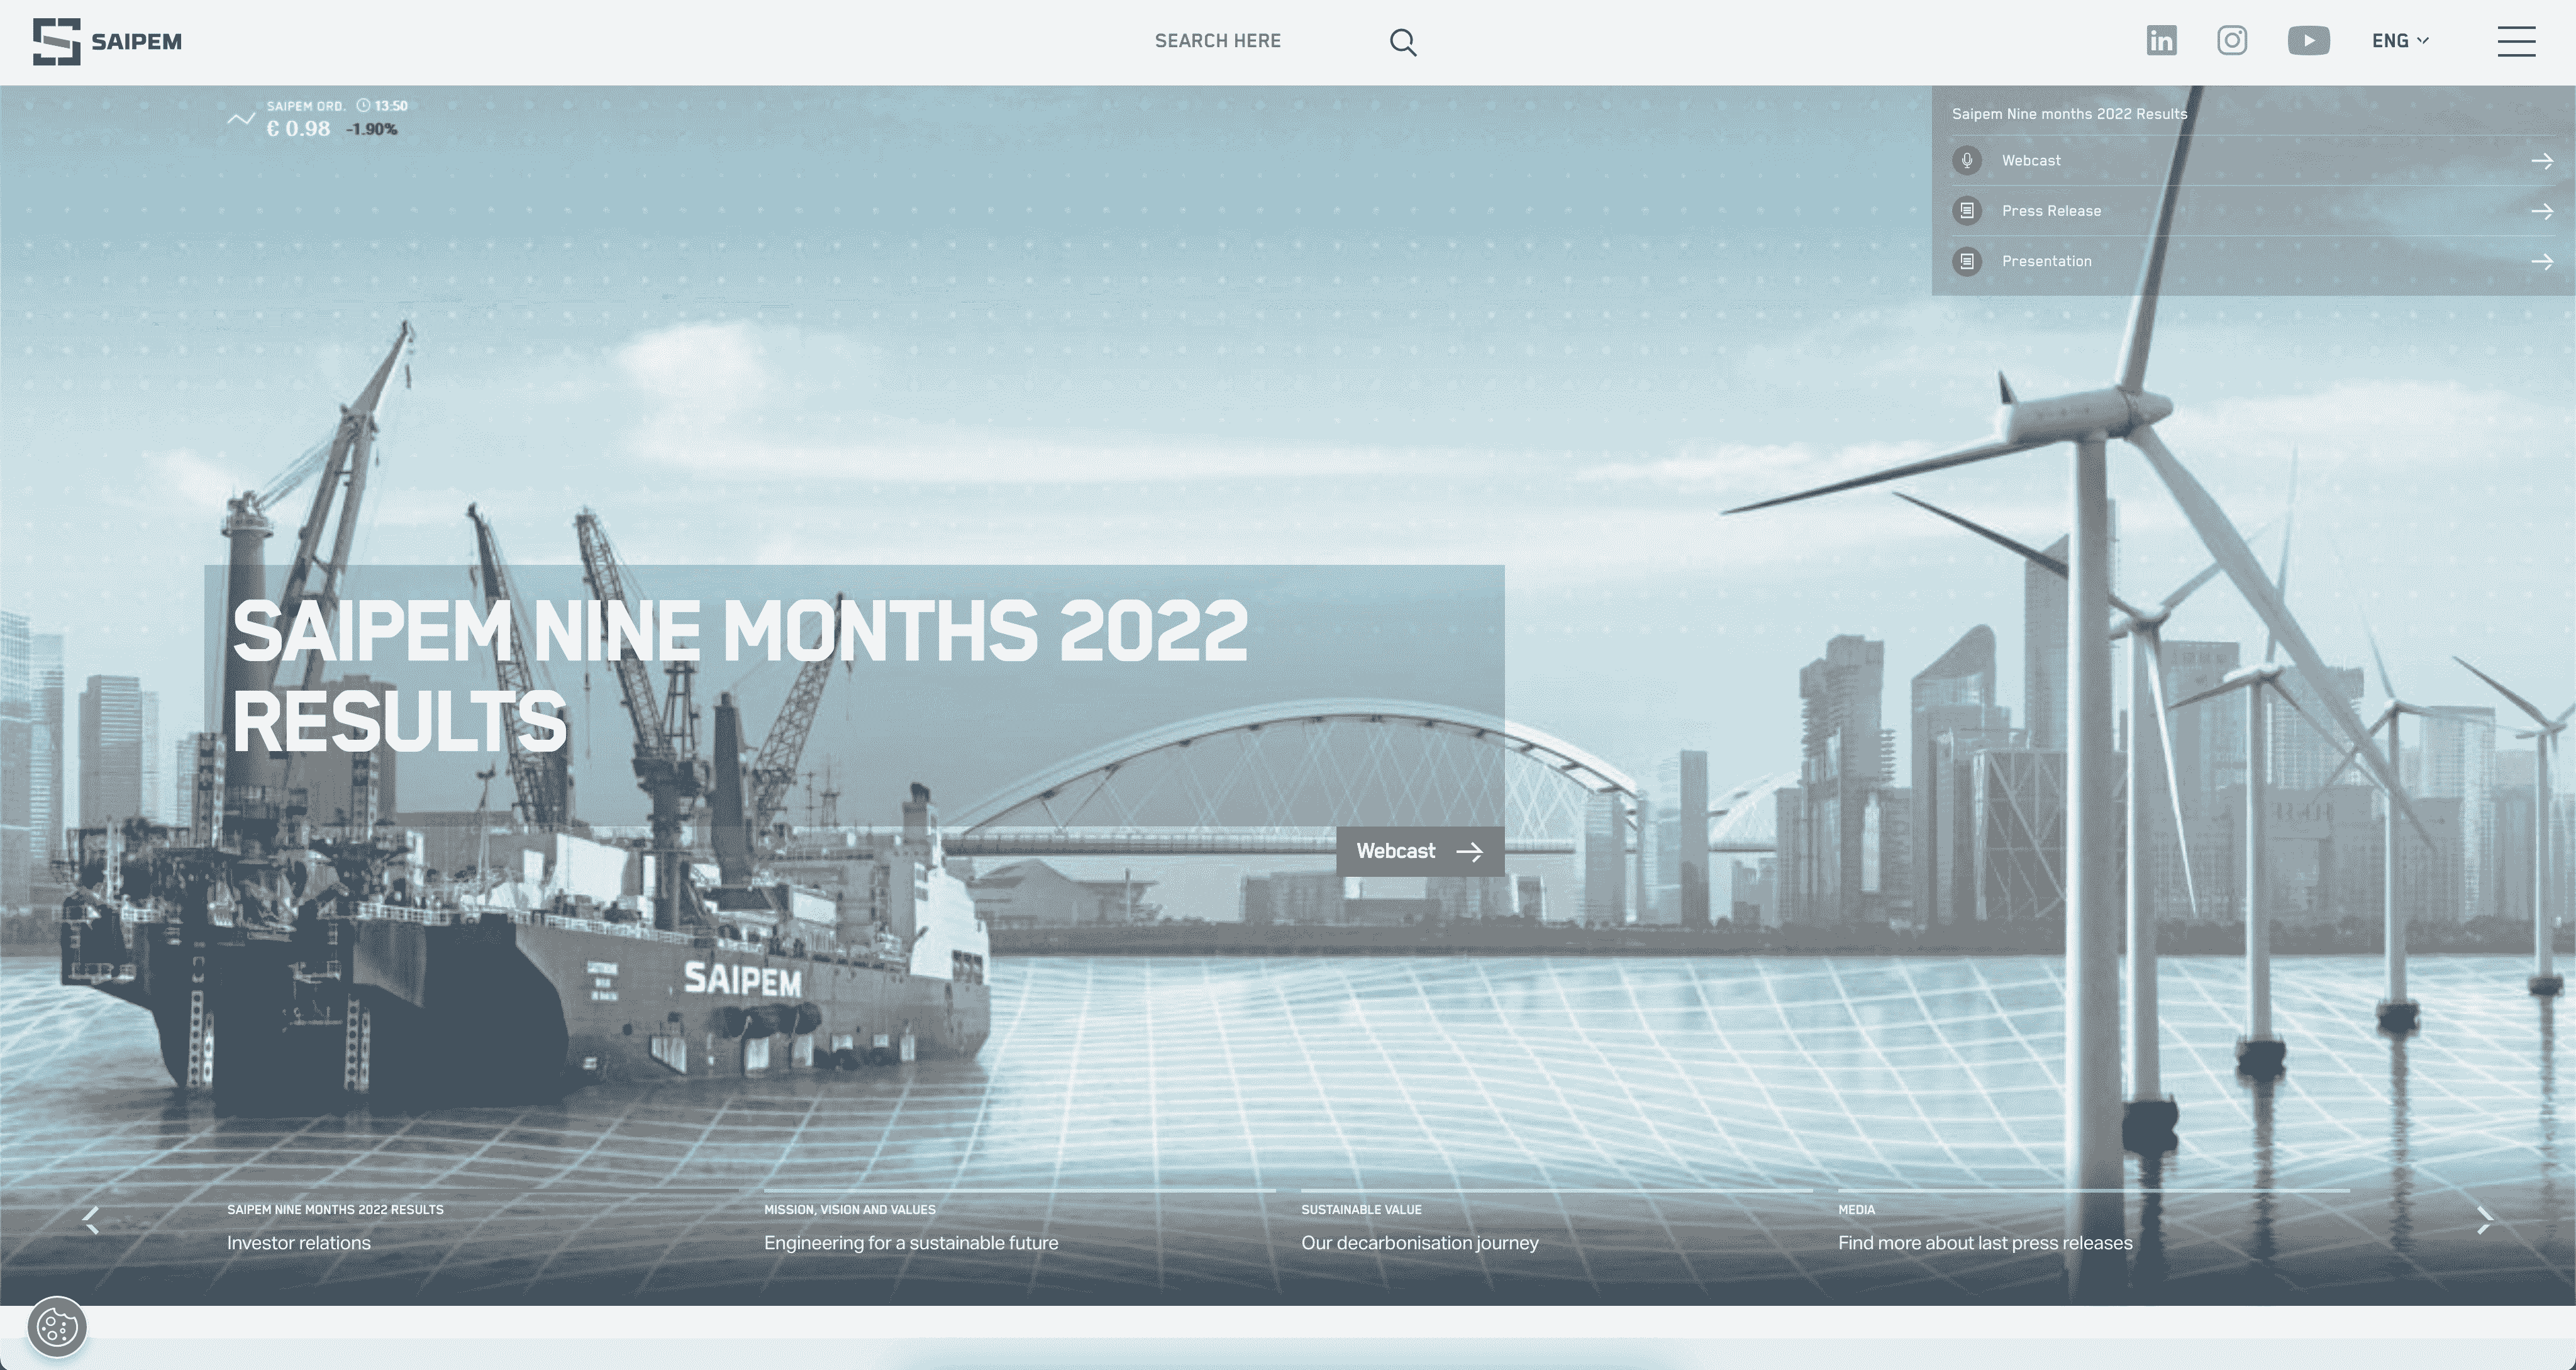 SAIPEM
SEARCH HERE
ENG
SAIPEM ORD. 13:50
€ 0.98 -1.90%
Saipem Nine months 2022 Results
Webcast
Press Release
Presentation
SAIPEM NINE MONTHS 2022
RESULTS
Webcast
SAIPEM
SAIPEM NINE MONTHS 2022 RESULTS
Investor relations
MISSION, VISION AND VALUES
Engineering for a sustainable future
SUSTAINABLE VALUE
Our decarbonisation journey
MEDIA
Find more about last press releases